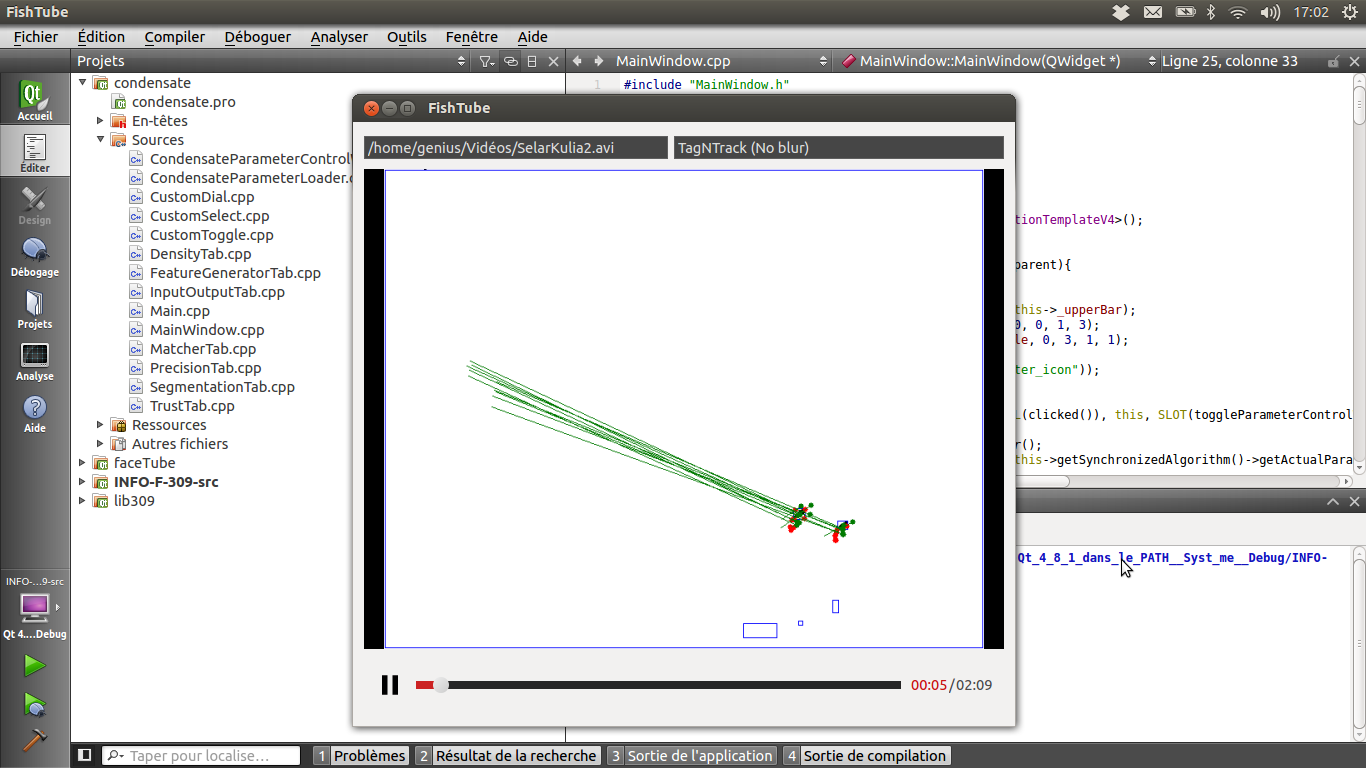 FishTube
17:02
Fichier Édition Compiler Déboguer Analyser Outils Fenêtre Aide
Projets
MainWindow.cpp
MainWindow::MainWindow(QWidget *)
Ligne 25, colonne 33
Accueil
Éditer
Design
Débogage
Projets
Analyse
Aide
INFO-...9-src
Qt 4....Debug
condensate
condensate.pro
En-têtes
Sources
CondensateParameterControl
CondensateParameterLoader.
CustomDial.cpp
CustomSelect.cpp
CustomToggle.cpp
DensityTab.cpp
FeatureGeneratorTab.cpp
InputOutputTab.cpp
Main.cpp
MainWindow.cpp
MatcherTab.cpp
PrecisionTab.cpp
SegmentationTab.cpp
TrustTab.cpp
Ressources
Autres fichiers
faceTube
INFO-F-309-src
lib309
1 #include "MainWindow.h"
FishTube
/home/genius/Vidéos/SelarKulia2.avi
TagNTrack (No blur)
00:05/02:09
tionTemplateV4>();
parent){
this->_upperBar);
0, 0, 1, 3);
le, 0, 3, 1, 1);
ter_icon"));
L(clicked()), this, SLOT(toggleParameterControl
r();
this->getSynchronizedAlgorithm()->getActualPara
Qt_4_8_1_dans_le_PATH__Syst_me__Debug/INFO-
Taper pour localise...
1 Problèmes
2 Résultat de la recherche
3 Sortie de l'application
4 Sortie de compilation